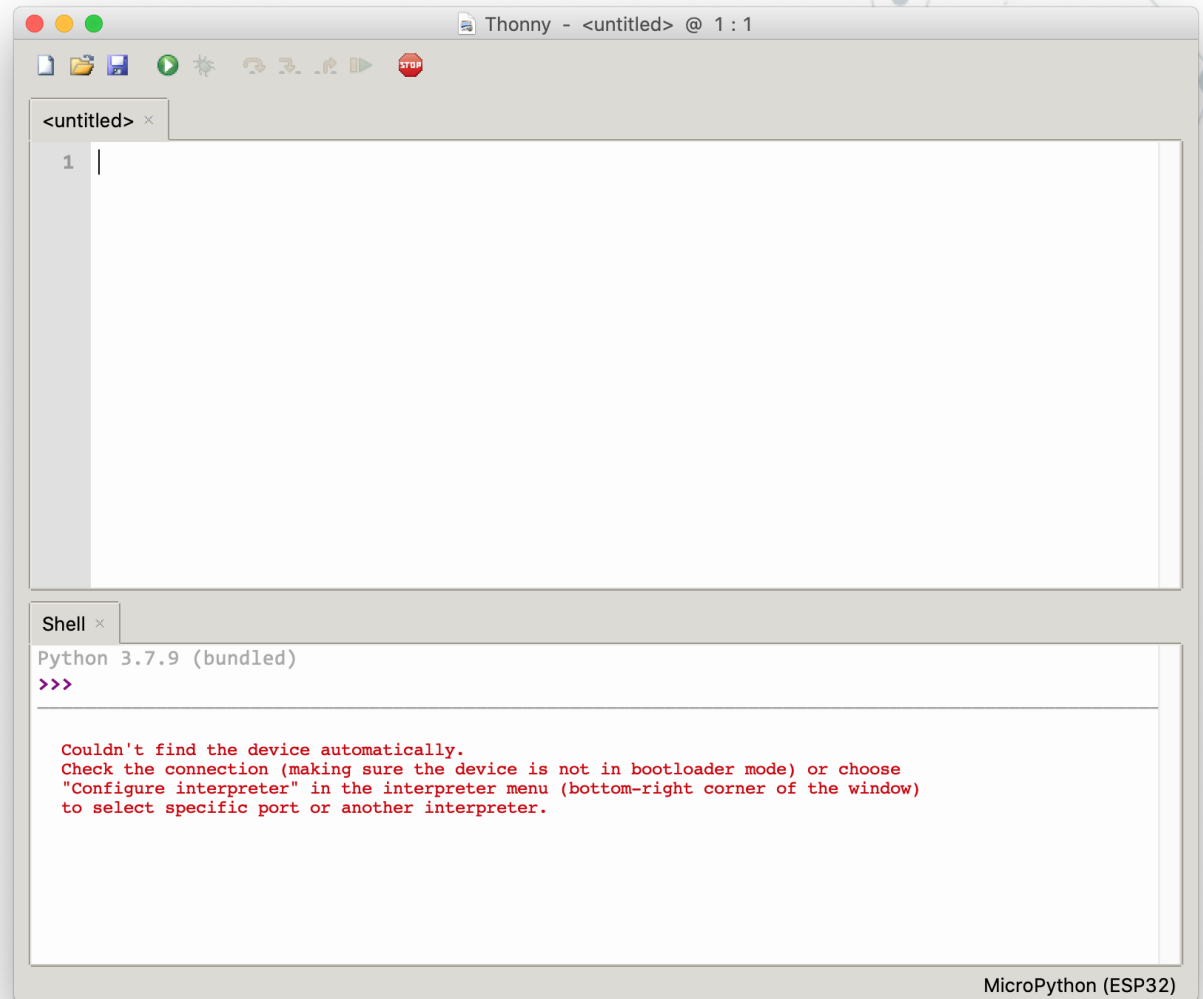 Thonny - <untitled> @ 1 : 1
STOP
<untitled> ×
1
Shell ×
Python 3.7.9 (bundled)
>>>
Couldn't find the device automatically.
Check the connection (making sure the device is not in bootloader mode) or choose
"Configure interpreter" in the interpreter menu (bottom-right corner of the window)
to select specific port or another interpreter.
MicroPython (ESP32)